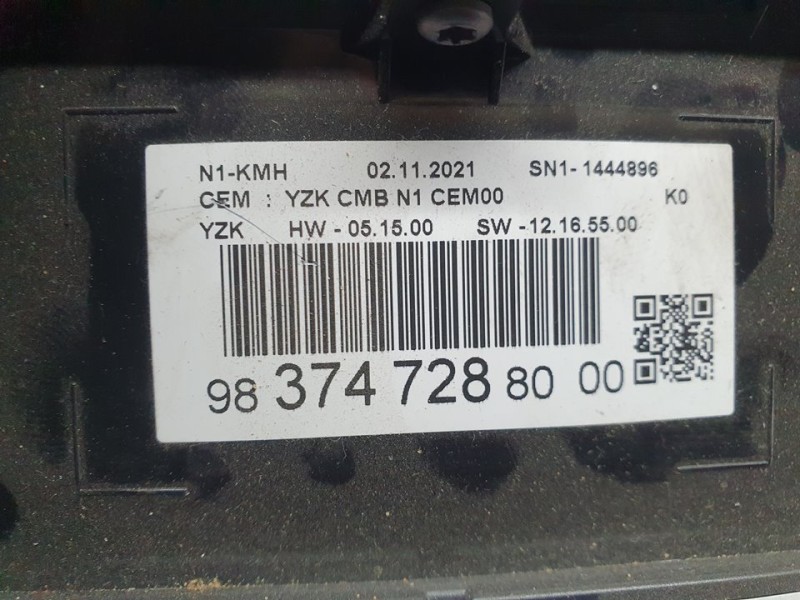 N1-KMH 02.11.2021 SN1- 1444896
CEM : YZK CMB N1 CEM00 K0
YZK HW - 05.15.00 SW -12.16.55.00
98 374 728 80 00